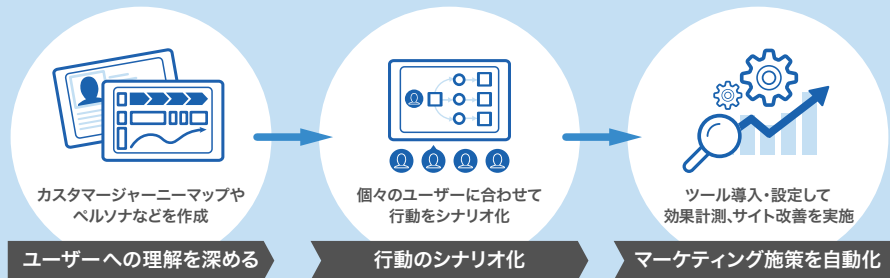 カスタマージャーニーマップや
ペルソナなどを作成
個々のユーザーに合わせて
行動をシナリオ化
ツール導入・設定して
効果計測、サイト改善を実施
ユーザーへの理解を深める
行動のシナリオ化
マーケティング施策を自動化